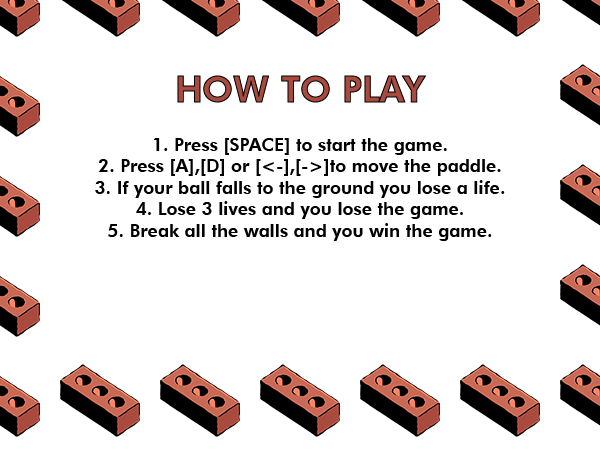 HOW TO PLAY
1. Press [SPACE] to start the game.
2. Press [A],[D] or [<-],[->]to move the paddle.
3. If your ball falls to the ground you lose a life.
4. Lose 3 lives and you lose the game.
5. Break all the walls and you win the game.